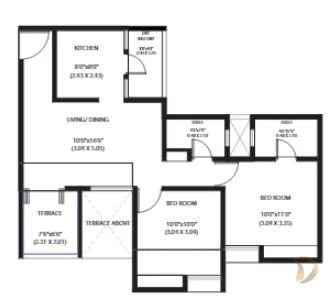 KITCHEN
8'0"x8'0"
(2.43 X 2.43)
DRY
BALCONY
LIVING/ DINING
10'0"x16'6"
(3.04 X 5.05)
TERRACE
7'6"x6'6"
(2.31 X 2.01)
TERRACE ABOVE
BED ROOM
10'0"x10'0"
(3.04 X 3.04)
BED ROOM
10'0"x11'0"
(3.04 X 3.35)